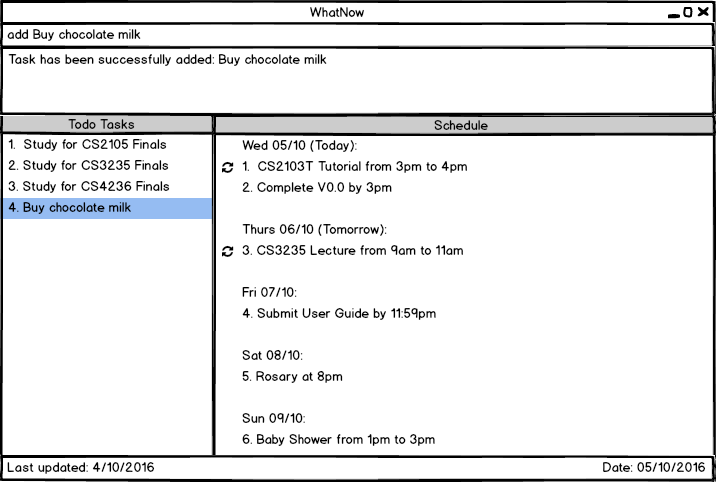 WhatNow
add Buy chocolate milk
Task has been successfully added: Buy chocolate milk
Todo Tasks
1. Study for CS2105 Finals
2. Study for CS3235 Finals
3. Study for CS4236 Finals
4. Buy chocolate milk
Schedule
Wed 05/10 (Today):
1. CS2103T Tutorial from 3pm to 4pm
2. Complete V0.0 by 3pm
Thurs 06/10 (Tomorrow):
3. CS3235 Lecture from 9am to 11am
Fri 07/10:
4. Submit User Guide by 11:59pm
Sat 08/10:
5. Rosary at 8pm
Sun 09/10:
6. Baby Shower from 1pm to 3pm
Last updated: 4/10/2016
Date: 05/10/2016